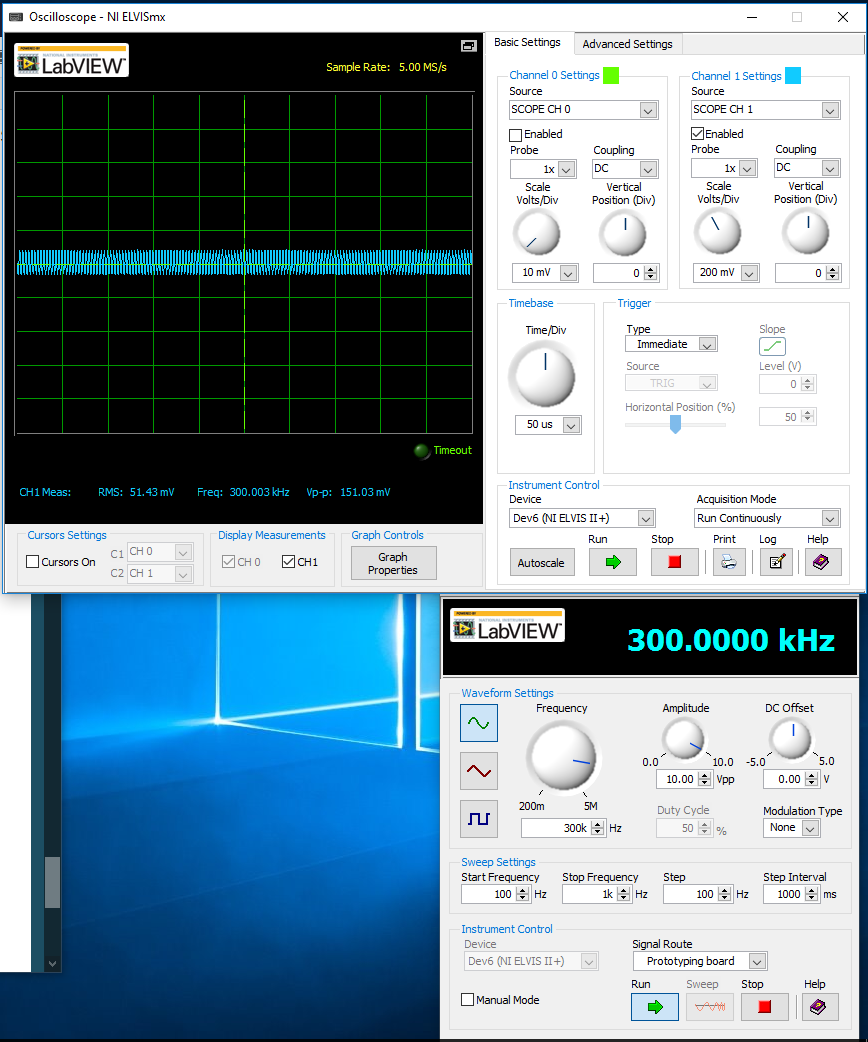 Oscilloscope - NI ELVISmx
POWERED BY
NATIONAL INSTRUMENTS
LabVIEW™
Sample Rate: 5.00 MS/s
Timeout
CH1 Meas: RMS: 51.43 mV Freq: 300.003 kHz Vp-p: 151.03 mV
Cursors Settings
Cursors On
C1 CH 0
C2 CH 1
Display Measurements
CH 0 CH1
Graph Controls
Graph
Properties
Basic Settings Advanced Settings
Channel 0 Settings
Source
SCOPE CH 0
Enabled
Probe Coupling
1x DC
Scale Vertical
Volts/Div Position (Div)
10 mV 0
Channel 1 Settings
Source
SCOPE CH 1
Enabled
Probe Coupling
1x DC
Scale Vertical
Volts/Div Position (Div)
200 mV 0
Timebase
Time/Div
50 us
Trigger
Type Slope
Immediate
Source Level (V)
TRIG 0
Horizontal Position (%)
50
Instrument Control
Device Acquisition Mode
Dev6 (NI ELVIS II+) Run Continuously
Run Stop Print Log Help
Autoscale
POWERED BY
NATIONAL INSTRUMENTS
LabVIEW™
300.0000 kHz
Waveform Settings
Frequency Amplitude DC Offset
0.0 10.0 -5.0 5.0
10.00 Vpp 0.00 V
200m 5M
300k Hz
Duty Cycle Modulation Type
50 % None
Sweep Settings
Start Frequency Stop Frequency Step Step Interval
100 Hz 1k Hz 100 Hz 1000 ms
Instrument Control
Device Signal Route
Dev6 (NI ELVIS II+) Prototyping board
Run Sweep Stop Help
Manual Mode